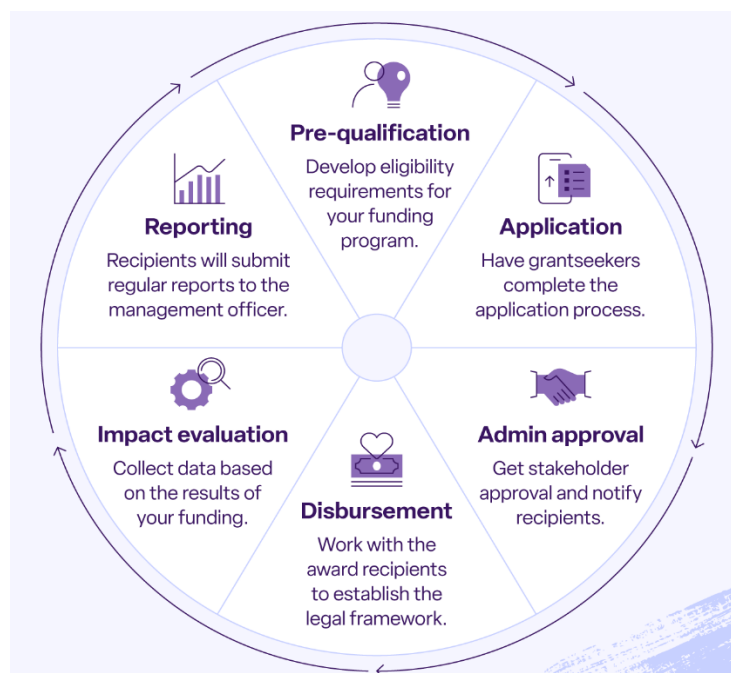 Pre-qualification
Develop eligibility
requirements for
your funding
program.
Application
Have grantseekers
complete the
application process.
Admin approval
Get stakeholder
approval and notify
recipients.
Disbursement
Work with the
award recipients
to establish the
legal framework.
Impact evaluation
Collect data based
on the results of
your funding.
Reporting
Recipients will submit
regular reports to the
management officer.